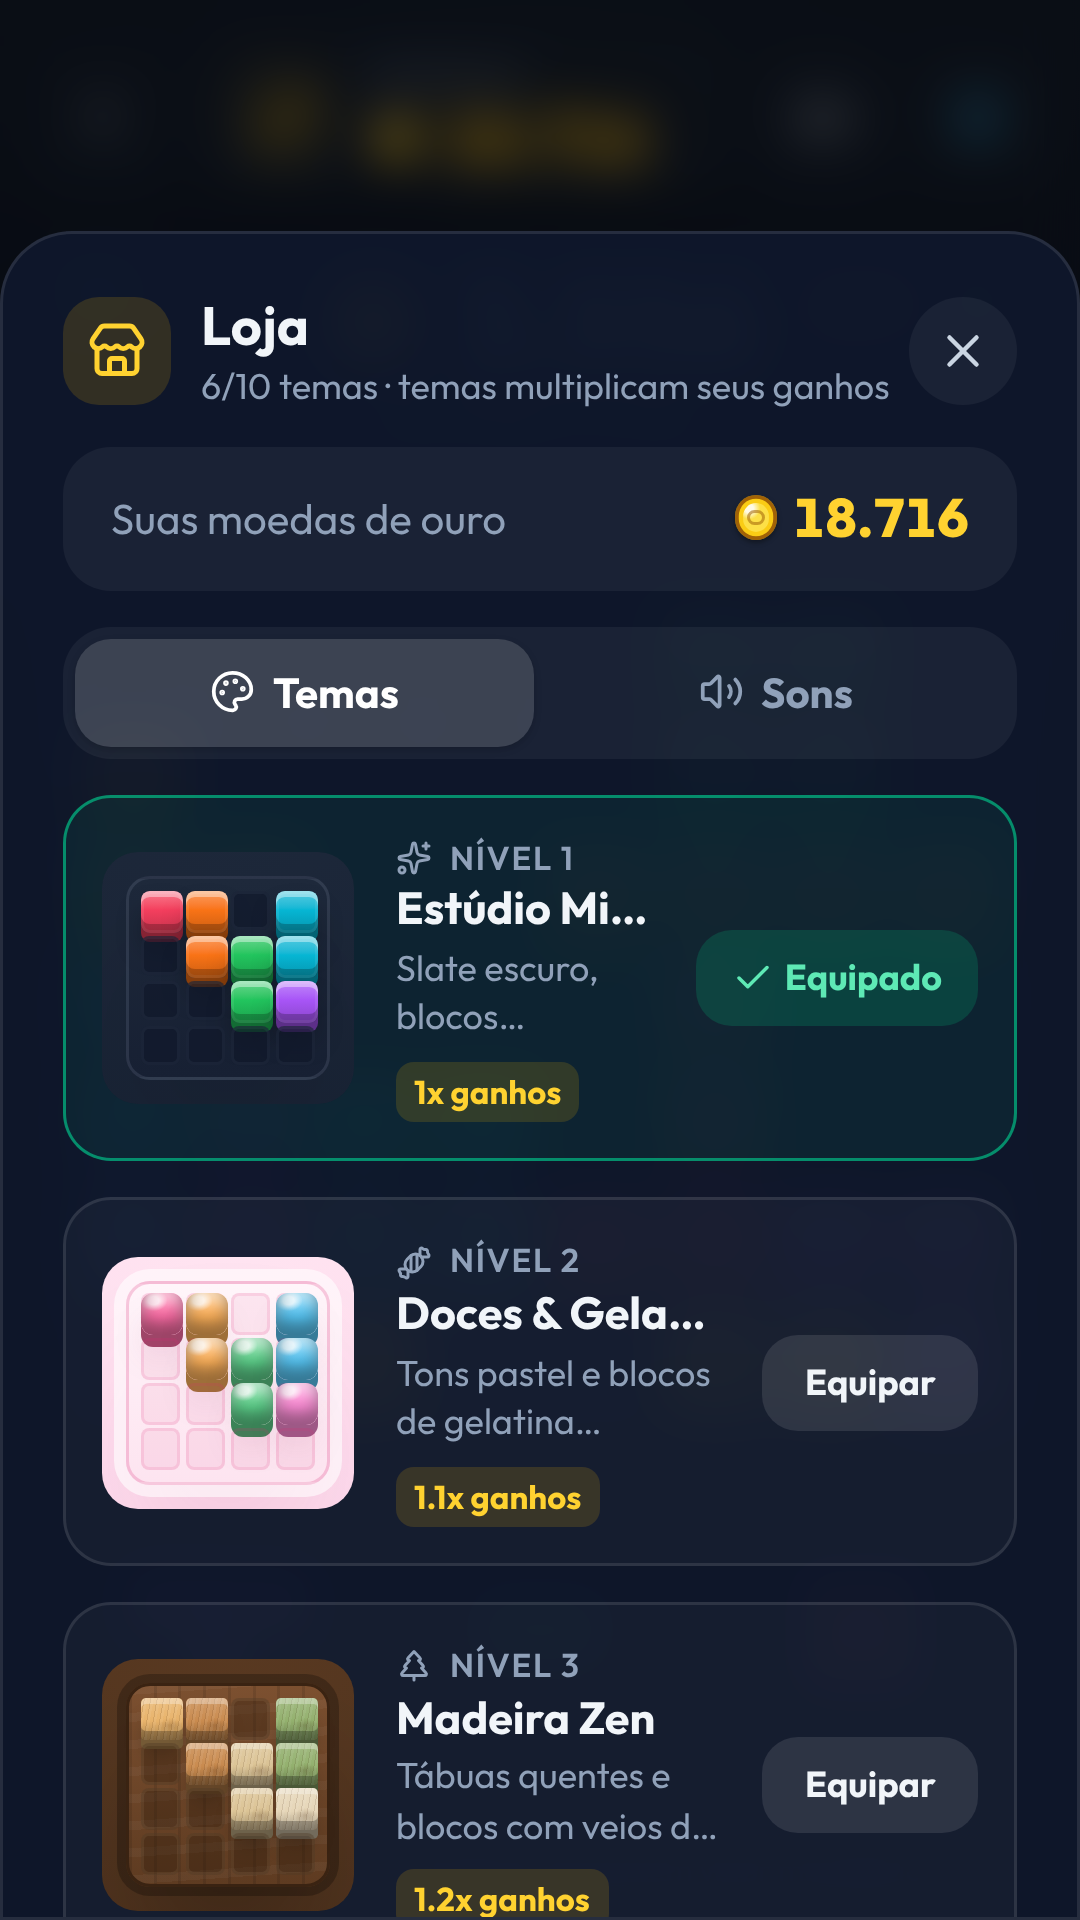 Loja
6/10 temas · temas multiplicam seus ganhos
Suas moedas de ouro
18.716
Temas
Sons
NÍVEL 1
Estúdio Mi...
Slate escuro,
blocos...
1x ganhos
Equipado
NÍVEL 2
Doces & Gela...
Tons pastel e blocos
de gelatina...
1.1x ganhos
Equipar
NÍVEL 3
Madeira Zen
Tábuas quentes e
blocos com veios d...
1.2x ganhos
Equipar